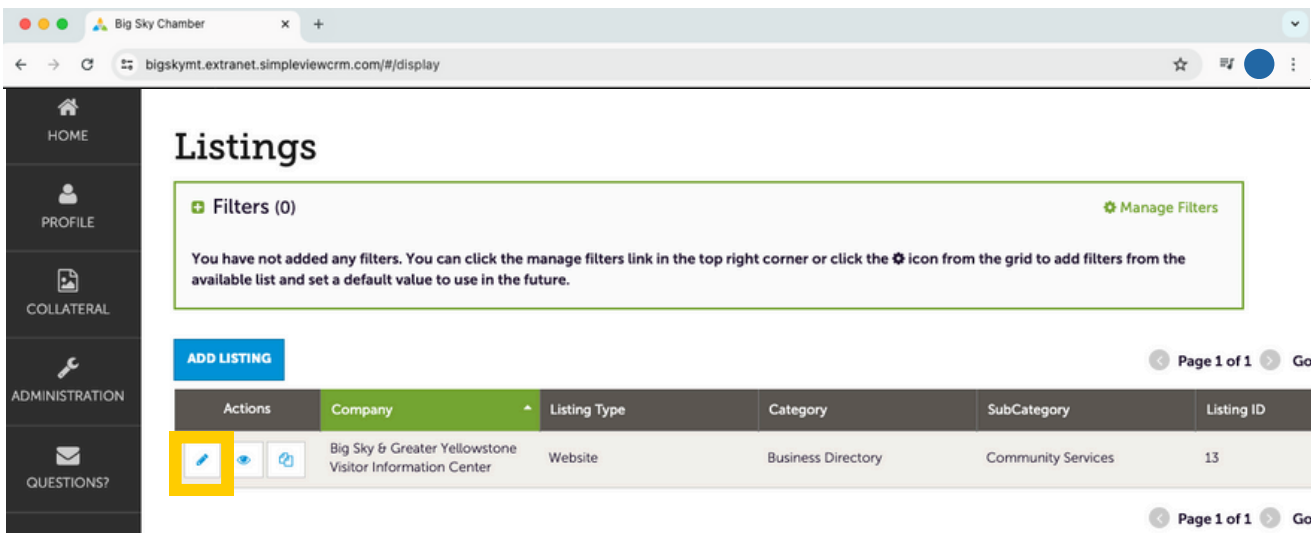 Big Sky Chamber
bigskymt.extranet.simpleviewcrm.com/#/display
HOME
PROFILE
COLLATERAL
ADMINISTRATION
QUESTIONS?
Listings
Filters (0)
Manage Filters
You have not added any filters. You can click the manage filters link in the top right corner or click the icon from the grid to add filters from the
available list and set a default value to use in the future.
ADD LISTING
Page 1 of 1 Go
Actions Company Listing Type Category SubCategory Listing ID
Big Sky & Greater Yellowstone
Visitor Information Center
Website Business Directory Community Services 13
Page 1 of 1 Go